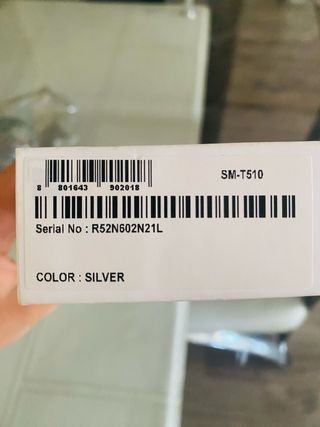 SM-T510
8 801643 902018
Serial No : R52N602N21L
COLOR : SILVER